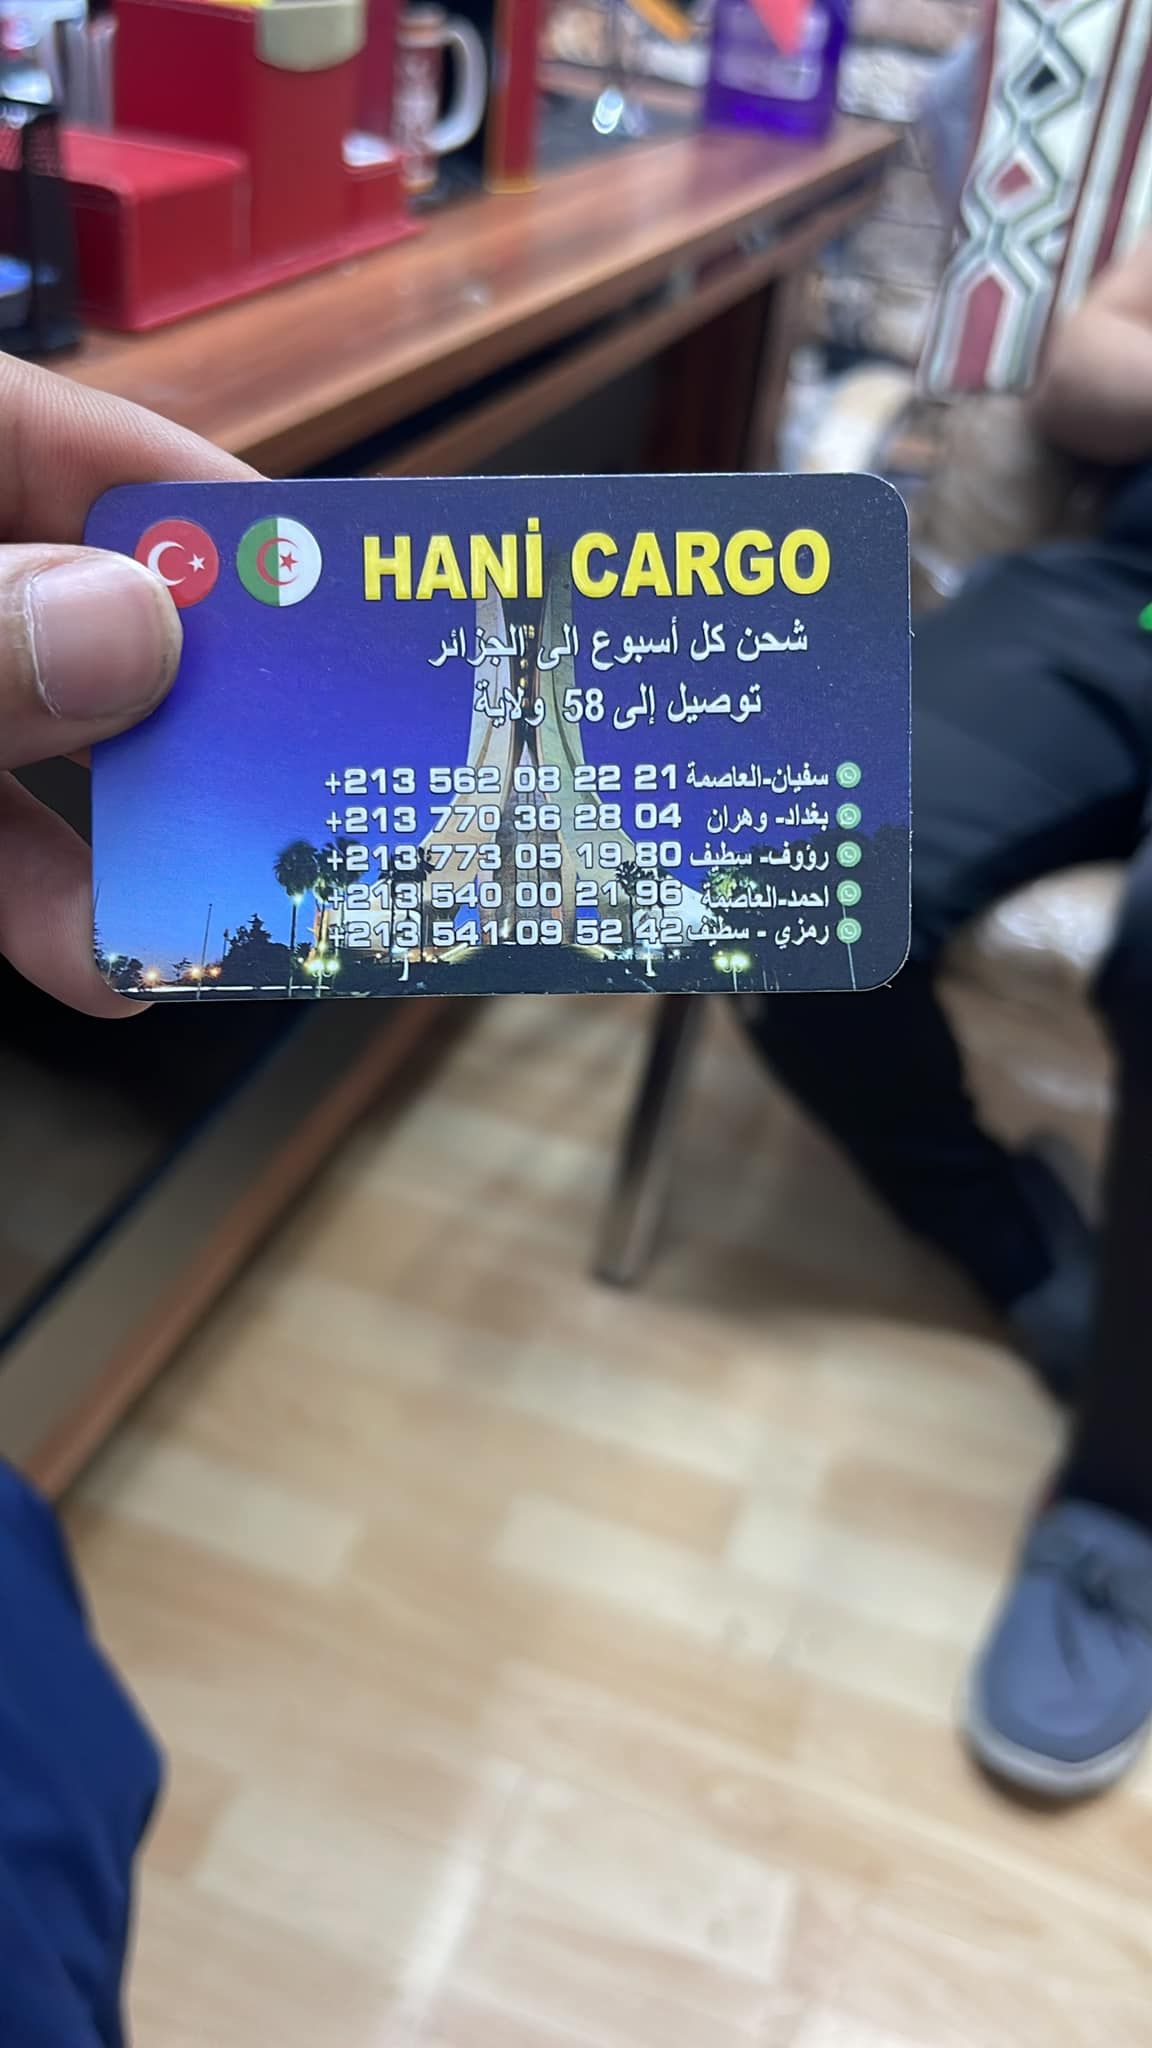 HANİ CARGO
شحن كل أسبوع الى الجزائر
توصيل إلى 58 ولاية
سفيان-العاصمة +213 562 08 22 21
بغداد- وهران +213 770 36 28 04
رؤوف- سطيف +213 773 05 19 80
احمد-العاصمة +213 540 00 21 96
رمزي - سطيف +213 541 09 52 42